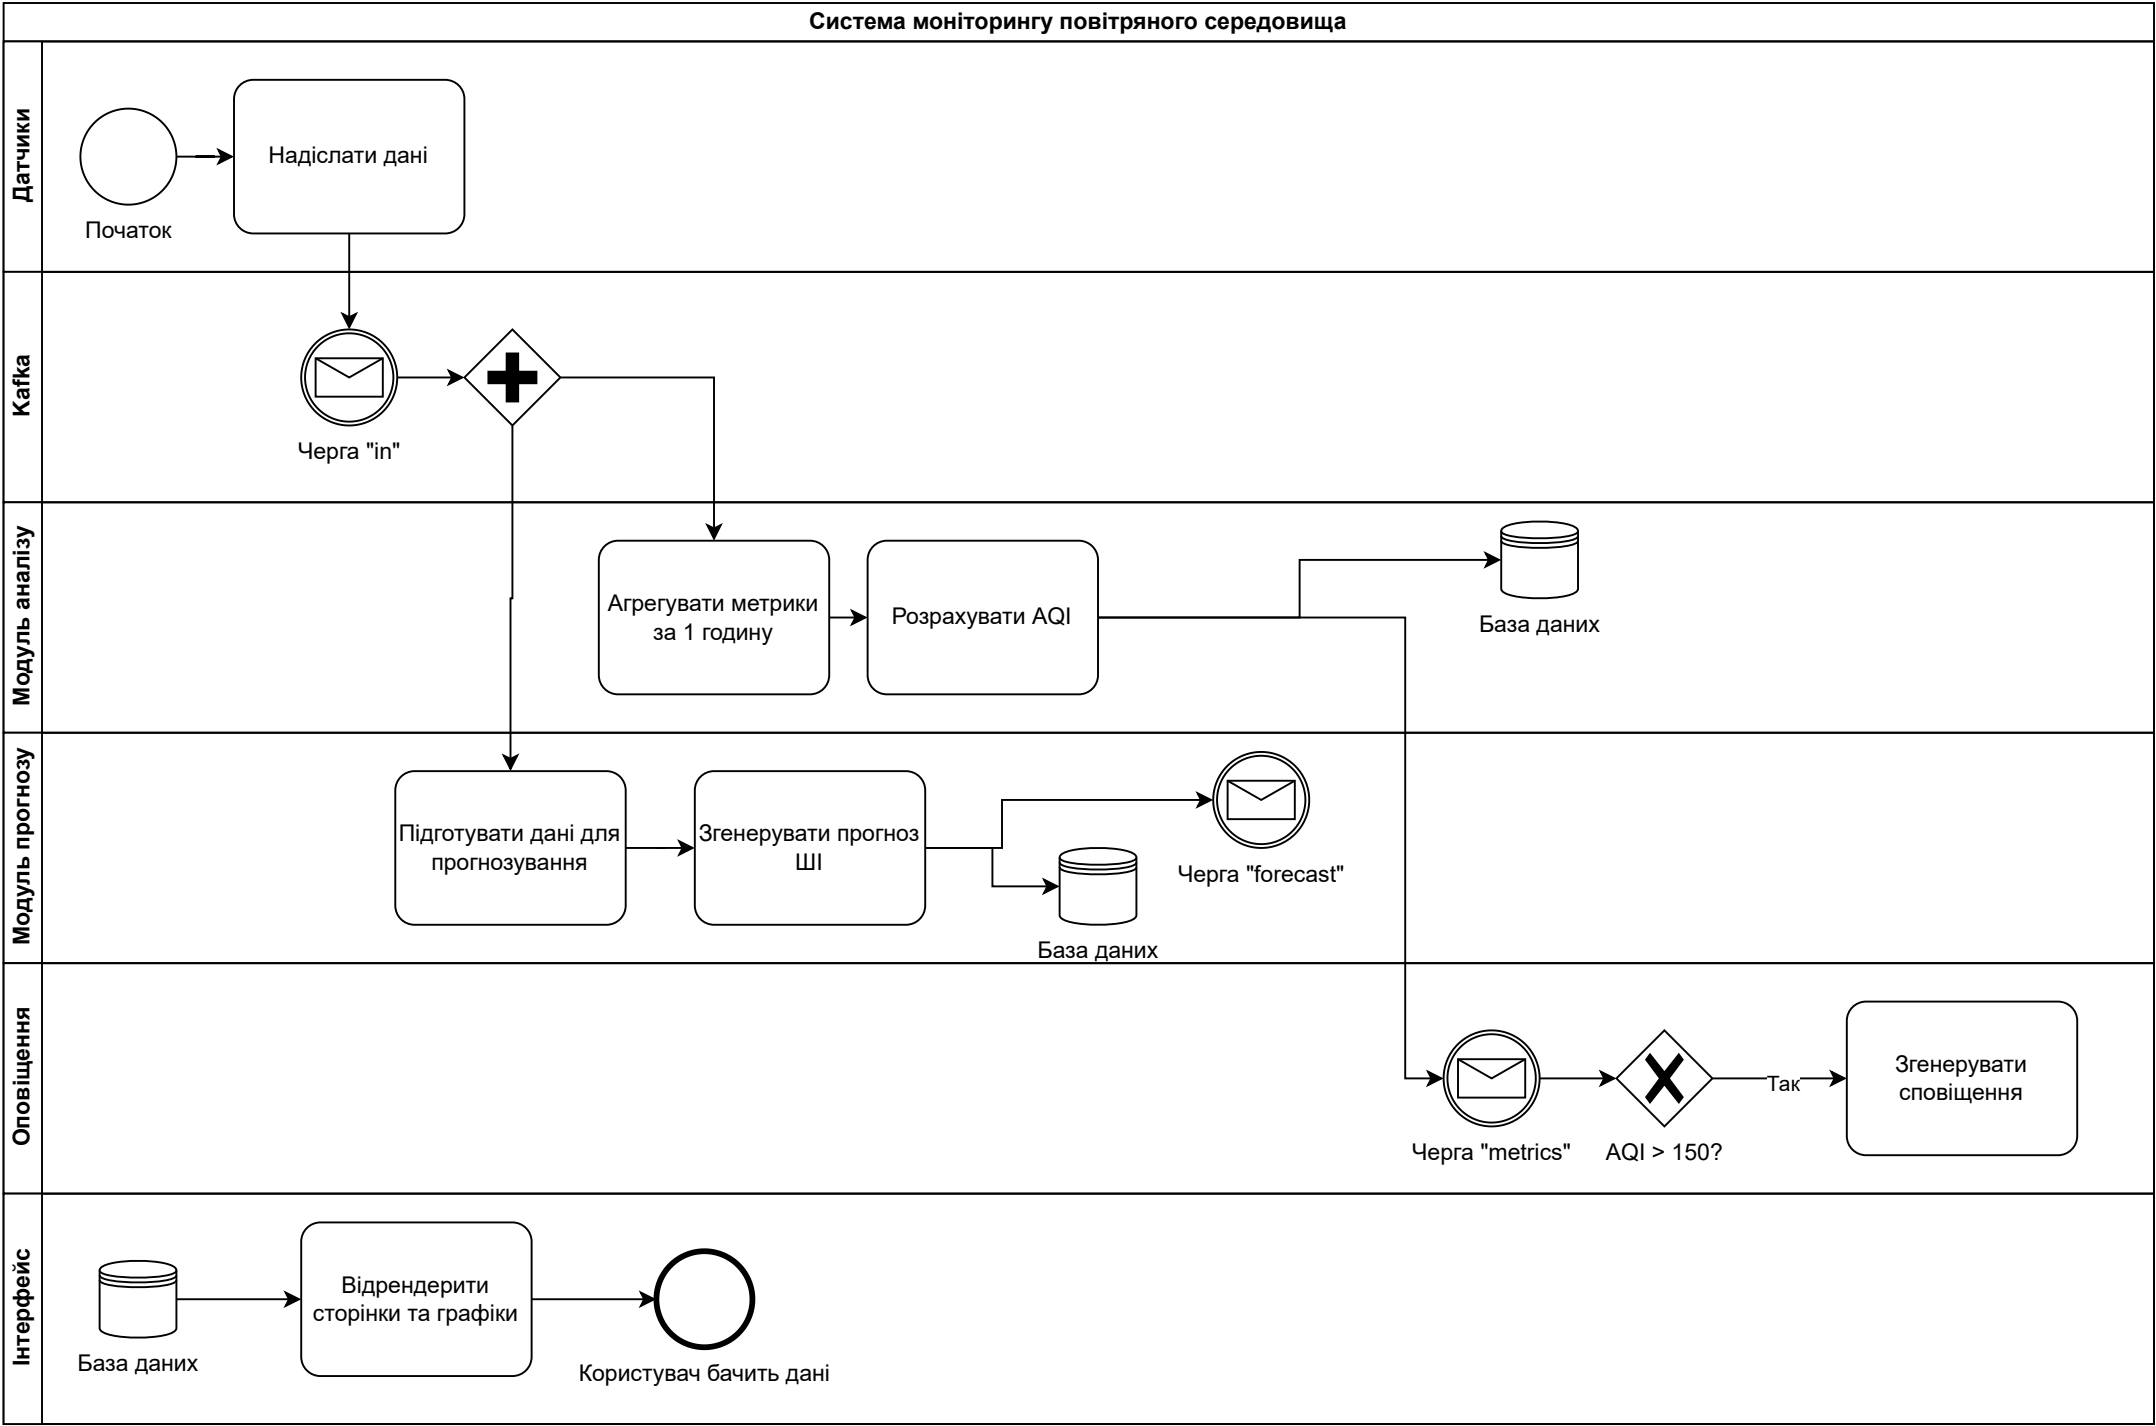 Система моніторингу повітряного середовища
Датчики
Надіслати дані
Початок
Kafka
Черга "in"
Модуль аналізу
Агрегувати метрики
за 1 годину
Розрахувати AQI
База даних
Модуль прогнозу
Підготувати дані для
прогнозування
Згенерувати прогноз
ШІ
Черга "forecast"
База даних
Оповіщення
Черга "metrics"
AQI > 150?
Так
Згенерувати
сповіщення
Інтерфейс
База даних
Відрендерити
сторінки та графіки
Користувач бачить дані